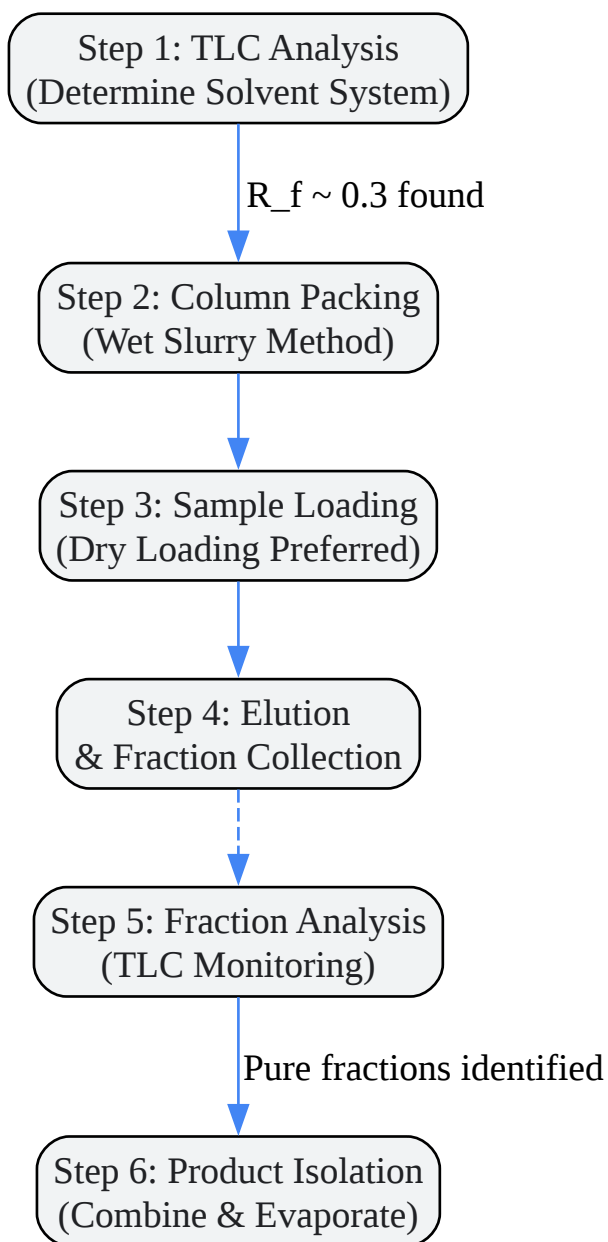 Step 1: TLC Analysis
(Determine Solvent System)
R_f ~ 0.3 found
Step 2: Column Packing
(Wet Slurry Method)
Step 3: Sample Loading
(Dry Loading Preferred)
Step 4: Elution
& Fraction Collection
Step 5: Fraction Analysis
(TLC Monitoring)
Pure fractions identified
Step 6: Product Isolation
(Combine & Evaporate)